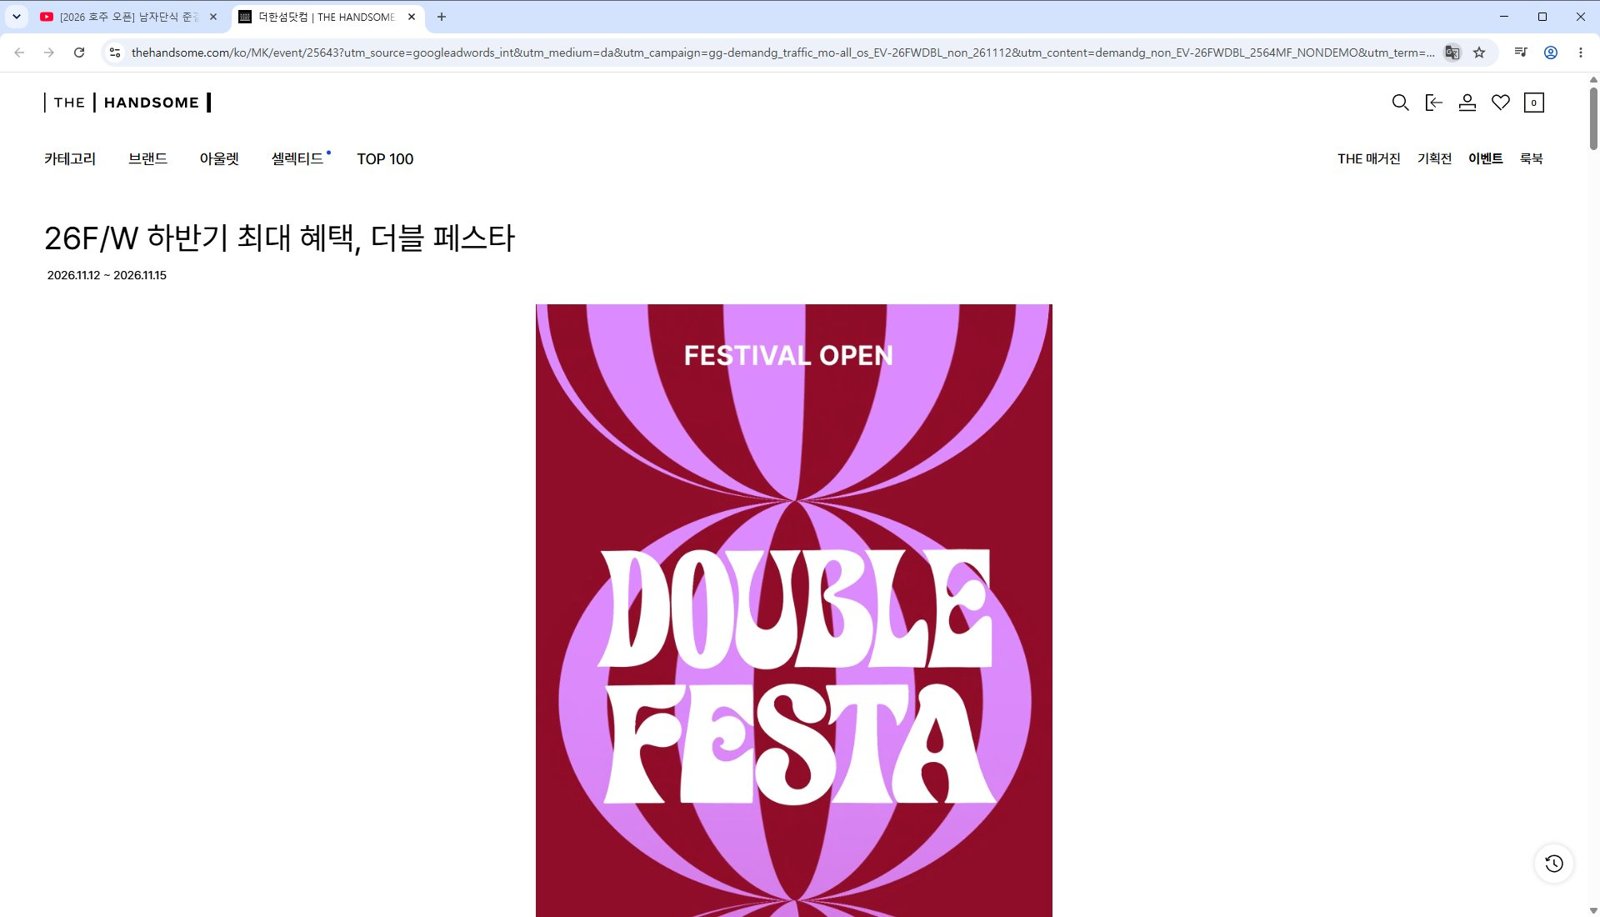 [2026 호주 오픈] 남자단식 준
더한섬닷컴 | THE HANDSOME
thehandsome.com/ko/MK/event/25643?utm_source=googleadwords_int&utm_medium=da&utm_campaign=gg-demandg_traffic_mo-all_os_EV-26FWDBL_non_261112&utm_content=demandg_non_EV-26FWDBL_2564MF_NONDEMO&utm_term=...
THE HANDSOME
0
카테고리 브랜드 아울렛 셀렉티드 TOP 100
THE 매거진 기획전 이벤트 룩북
26F/W 하반기 최대 혜택, 더블 페스타
2026.11.12 ~ 2026.11.15
FESTIVAL OPEN
DOUBLE
FESTA